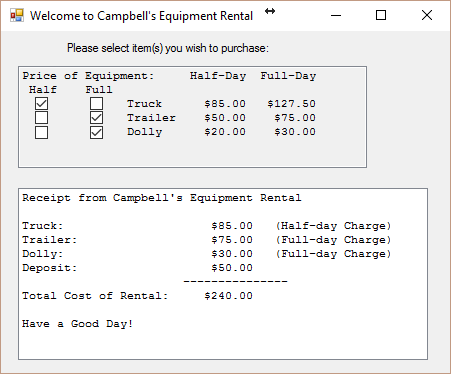 Welcome to Campbell's Equipment Rental
Please select item(s) you wish to purchase:
Price of Equipment: Half-Day Full-Day
Half Full
Truck $85.00 $127.50
Trailer $50.00 $75.00
Dolly $20.00 $30.00
Receipt from Campbell's Equipment Rental
Truck: $85.00 (Half-day Charge)
Trailer: $75.00 (Full-day Charge)
Dolly: $30.00 (Full-day Charge)
Deposit: $50.00
---------------
Total Cost of Rental: $240.00
Have a Good Day!